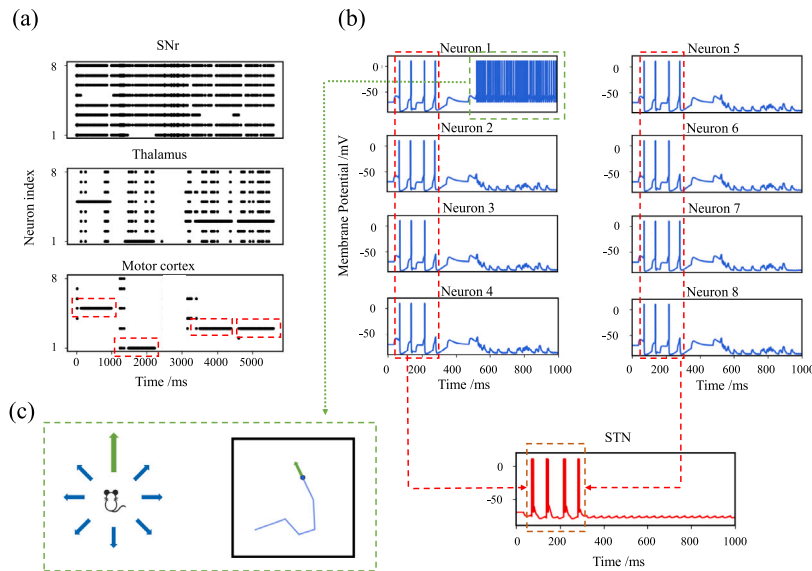 (a)
SNr
8
1
Thalamus
8
1
Neuron index
Motor cortex
8
1
0 1000 2000 3000 4000 5000
Time /ms
(b)
Neuron 1
0
-50
Neuron 2
0
-50
Neuron 3
0
-50
Neuron 4
0
-50
0 200 400 600 800 1000
Time /ms
Membrane Potential /mV
Neuron 5
0
-50
Neuron 6
0
-50
Neuron 7
0
-50
Neuron 8
0
-50
0 200 400 600 800 1000
Time /ms
(c)
STN
0
-50
0 200 400 600 800 1000
Time /ms